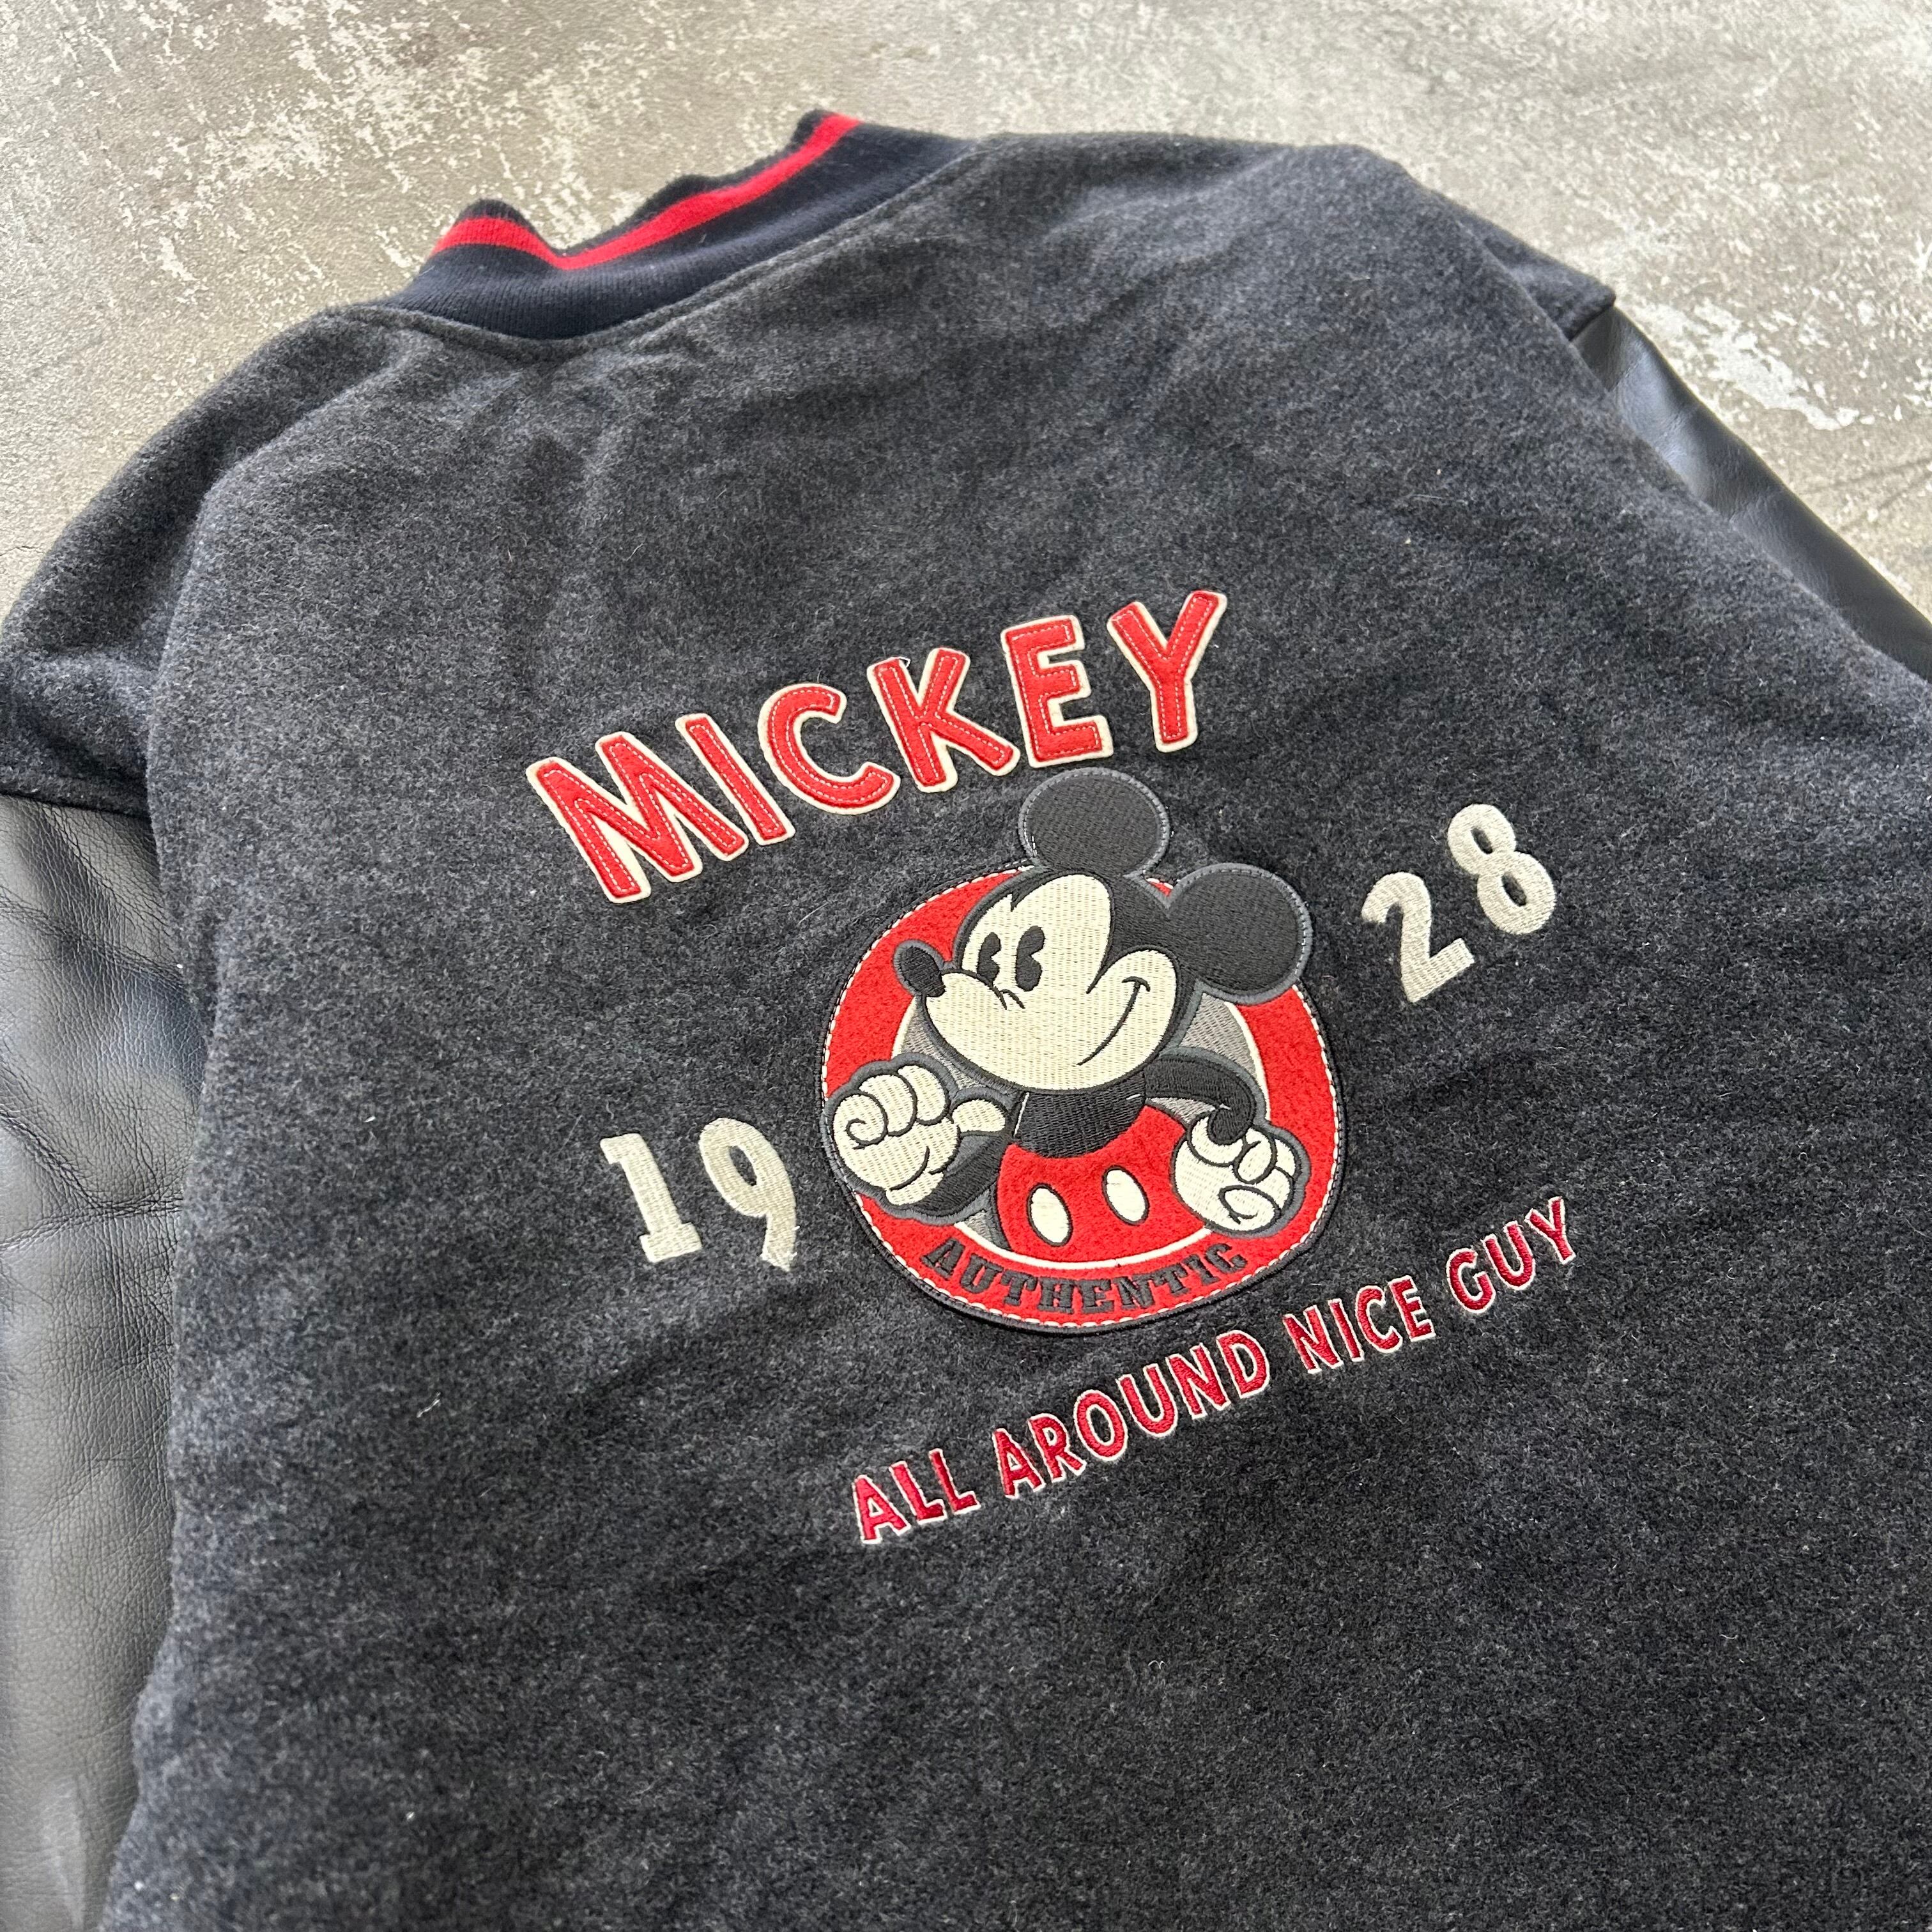 MICKEY
19 28
AUTHENTIC
ALL AROUND NICE GUY